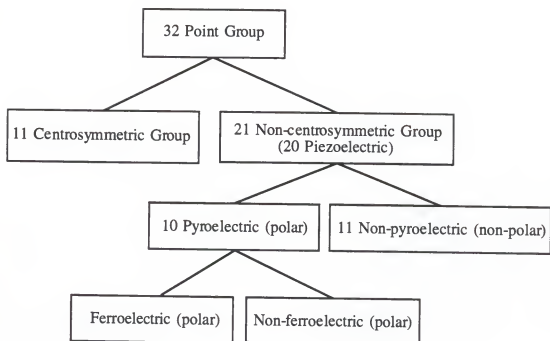 32 Point Group
11 Centrosymmetric Group
21 Non-centrosymmetric Group
(20 Piezoelectric)
10 Pyroelectric (polar)
11 Non-pyroelectric (non-polar)
Ferroelectric (polar)
Non-ferroelectric (polar)